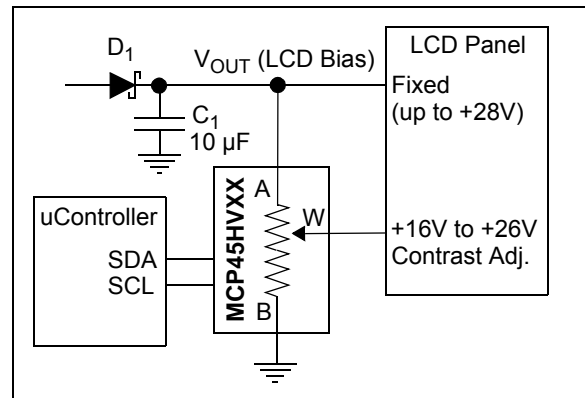 D1
VOUT (LCD Bias)
C1
10 µF
LCD Panel
Fixed
(up to +28V)
+16V to +26V
Contrast Adj.
uController
SDA
SCL
MCP45HVXX
A
W
B